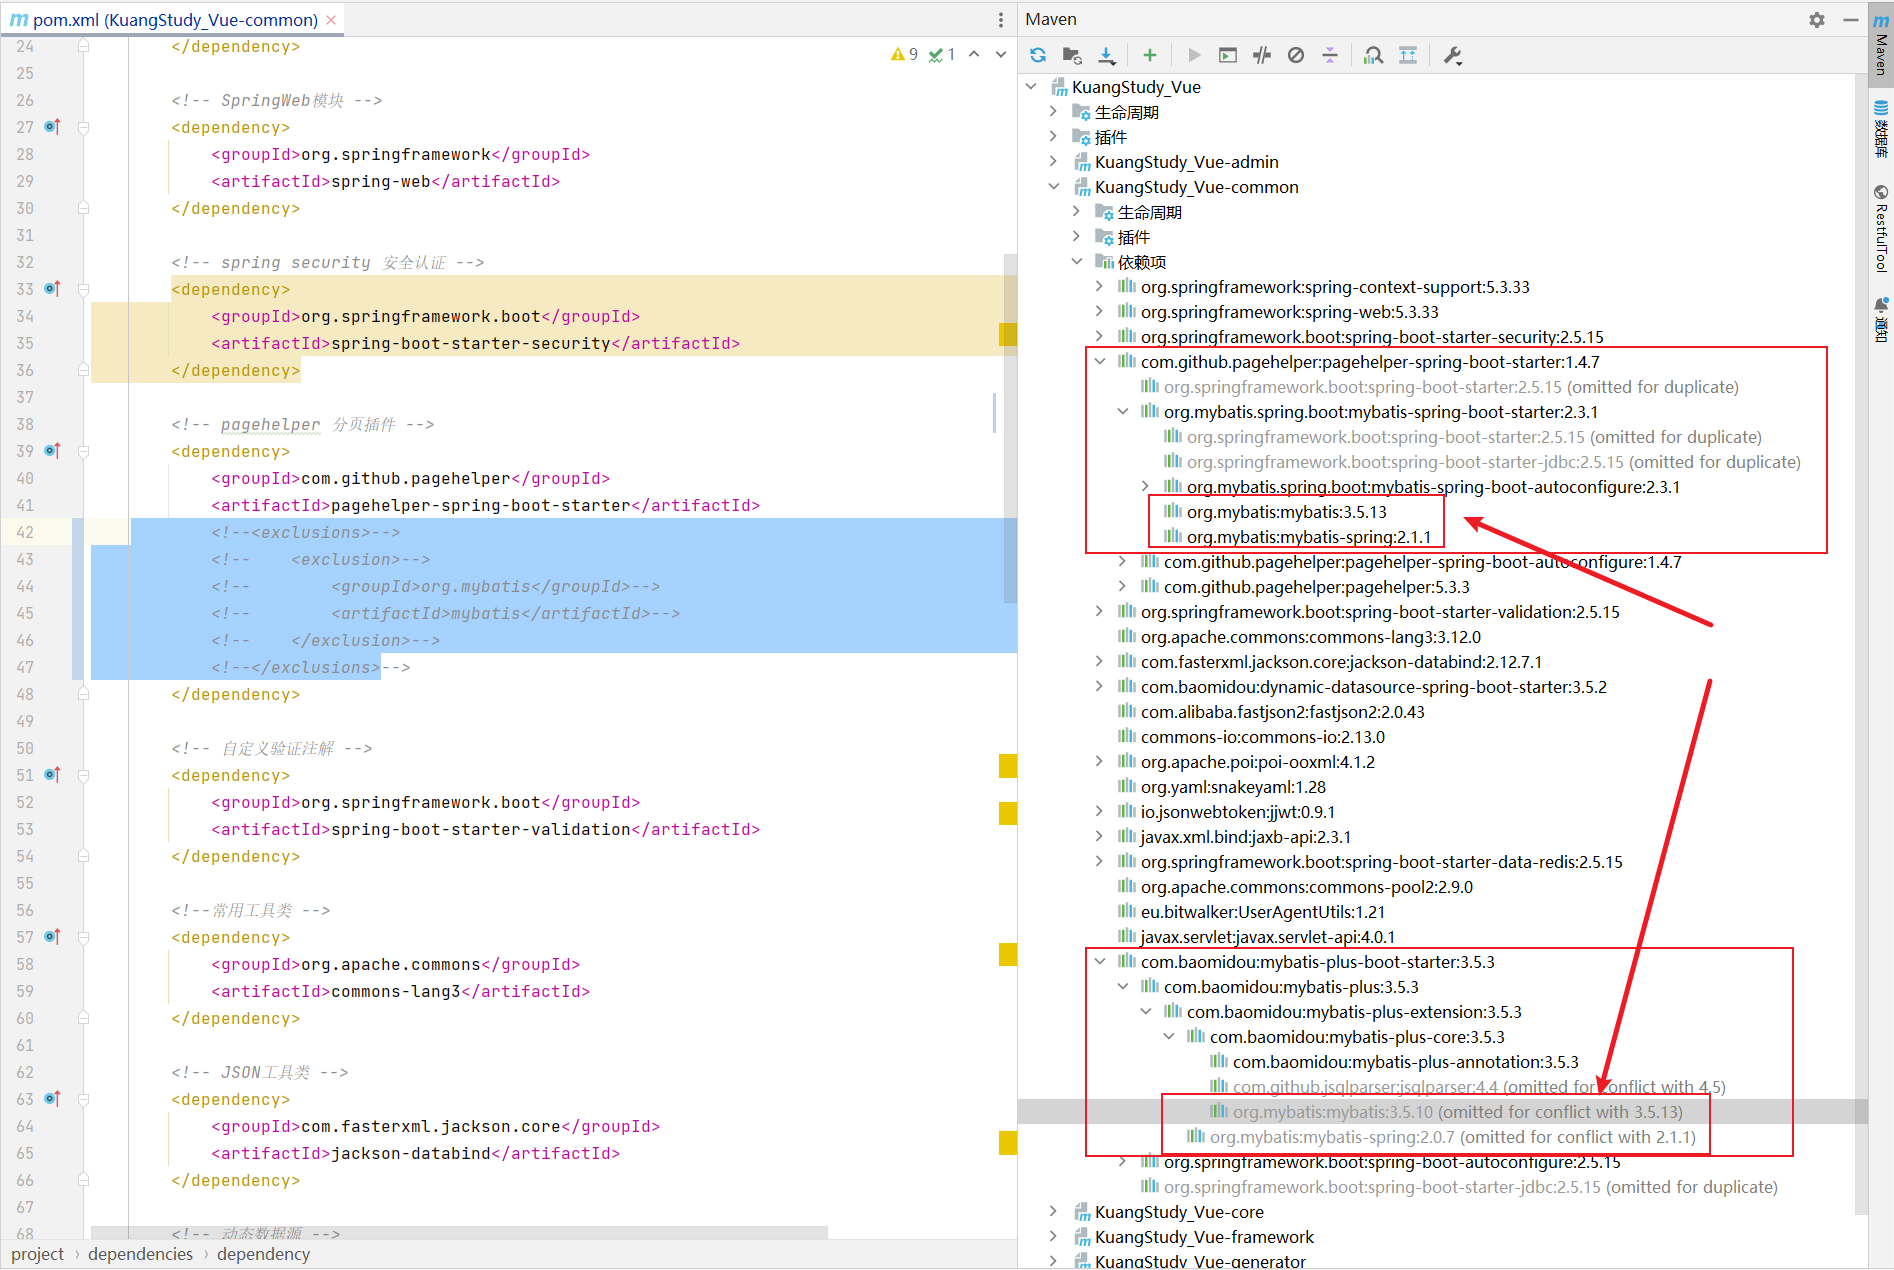 pom.xml (KuangStudy_Vue-common)
9 1
24 </dependency>
25
26 <!-- SpringWeb模块 -->
27 <dependency>
28 <groupId>org.springframework</groupId>
29 <artifactId>spring-web</artifactId>
30 </dependency>
31
32 <!-- spring security 安全认证 -->
33 <dependency>
34 <groupId>org.springframework.boot</groupId>
35 <artifactId>spring-boot-starter-security</artifactId>
36 </dependency>
37
38 <!-- pagehelper 分页插件 -->
39 <dependency>
40 <groupId>com.github.pagehelper</groupId>
41 <artifactId>pagehelper-spring-boot-starter</artifactId>
42 <!--<exclusions>-->
43 <!-- <exclusion>-->
44 <!-- <groupId>org.mybatis</groupId>-->
45 <!-- <artifactId>mybatis</artifactId>-->
46 <!-- </exclusion>-->
47 <!--</exclusions>-->
48 </dependency>
49
50 <!-- 自定义验证注解 -->
51 <dependency>
52 <groupId>org.springframework.boot</groupId>
53 <artifactId>spring-boot-starter-validation</artifactId>
54 </dependency>
55
56 <!--常用工具类 -->
57 <dependency>
58 <groupId>org.apache.commons</groupId>
59 <artifactId>commons-lang3</artifactId>
60 </dependency>
61
62 <!-- JSON工具类 -->
63 <dependency>
64 <groupId>com.fasterxml.jackson.core</groupId>
65 <artifactId>jackson-databind</artifactId>
66 </dependency>
67
68 <!-- 动态数据源 -->
project › dependencies › dependency
Maven
KuangStudy_Vue
生命周期
插件
KuangStudy_Vue-admin
KuangStudy_Vue-common
生命周期
插件
依赖项
org.springframework:spring-context-support:5.3.33
org.springframework:spring-web:5.3.33
org.springframework.boot:spring-boot-starter-security:2.5.15
com.github.pagehelper:pagehelper-spring-boot-starter:1.4.7
org.springframework.boot:spring-boot-starter:2.5.15 (omitted for duplicate)
org.mybatis.spring.boot:mybatis-spring-boot-starter:2.3.1
org.springframework.boot:spring-boot-starter:2.5.15 (omitted for duplicate)
org.springframework.boot:spring-boot-starter-jdbc:2.5.15 (omitted for duplicate)
org.mybatis.spring.boot:mybatis-spring-boot-autoconfigure:2.3.1
org.mybatis:mybatis:3.5.13
org.mybatis:mybatis-spring:2.1.1
com.github.pagehelper:pagehelper-spring-boot-autoconfigure:1.4.7
com.github.pagehelper:pagehelper:5.3.3
org.springframework.boot:spring-boot-starter-validation:2.5.15
org.apache.commons:commons-lang3:3.12.0
com.fasterxml.jackson.core:jackson-databind:2.12.7.1
com.baomidou:dynamic-datasource-spring-boot-starter:3.5.2
com.alibaba.fastjson2:fastjson2:2.0.43
commons-io:commons-io:2.13.0
org.apache.poi:poi-ooxml:4.1.2
org.yaml:snakeyaml:1.28
io.jsonwebtoken:jjwt:0.9.1
javax.xml.bind:jaxb-api:2.3.1
org.springframework.boot:spring-boot-starter-data-redis:2.5.15
org.apache.commons:commons-pool2:2.9.0
eu.bitwalker:UserAgentUtils:1.21
javax.servlet:javax.servlet-api:4.0.1
com.baomidou:mybatis-plus-boot-starter:3.5.3
com.baomidou:mybatis-plus:3.5.3
com.baomidou:mybatis-plus-extension:3.5.3
com.baomidou:mybatis-plus-core:3.5.3
com.baomidou:mybatis-plus-annotation:3.5.3
com.github.jsqlparser:jsqlparser:4.4 (omitted for conflict with 4.5)
org.mybatis:mybatis:3.5.10 (omitted for conflict with 3.5.13)
org.mybatis:mybatis-spring:2.0.7 (omitted for conflict with 2.1.1)
org.springframework.boot:spring-boot-autoconfigure:2.5.15
org.springframework.boot:spring-boot-starter-jdbc:2.5.15 (omitted for duplicate)
KuangStudy_Vue-core
KuangStudy_Vue-framework
KuangStudy_Vue-generator
Maven
数据库
RestfulTool
通知